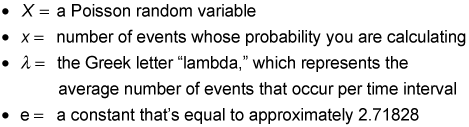 • X = a Poisson random variable
• x = number of events whose probability you are calculating
• λ = the Greek letter “lambda,” which represents the
average number of events that occur per time interval
• e = a constant that’s equal to approximately 2.71828